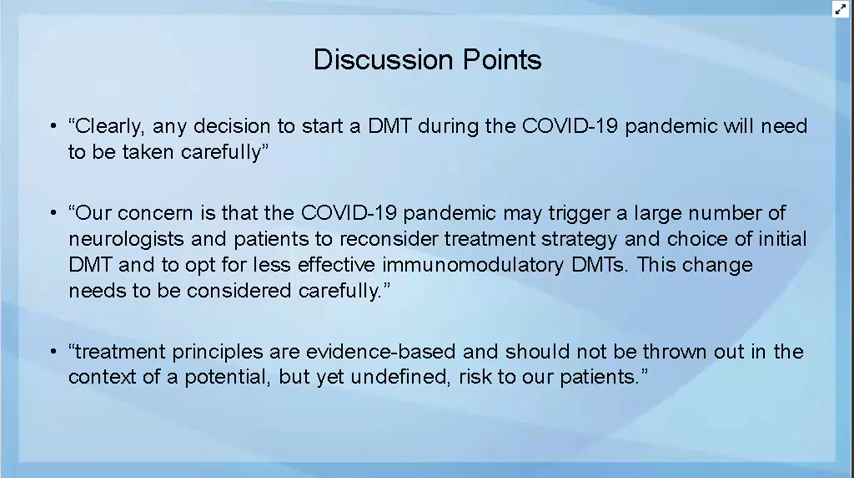 Discussion Points
• “Clearly, any decision to start a DMT during the COVID-19 pandemic will need
to be taken carefully”
• “Our concern is that the COVID-19 pandemic may trigger a large number of
neurologists and patients to reconsider treatment strategy and choice of initial
DMT and to opt for less effective immunomodulatory DMTs. This change
needs to be considered carefully.”
• “treatment principles are evidence-based and should not be thrown out in the
context of a potential, but yet undefined, risk to our patients.”